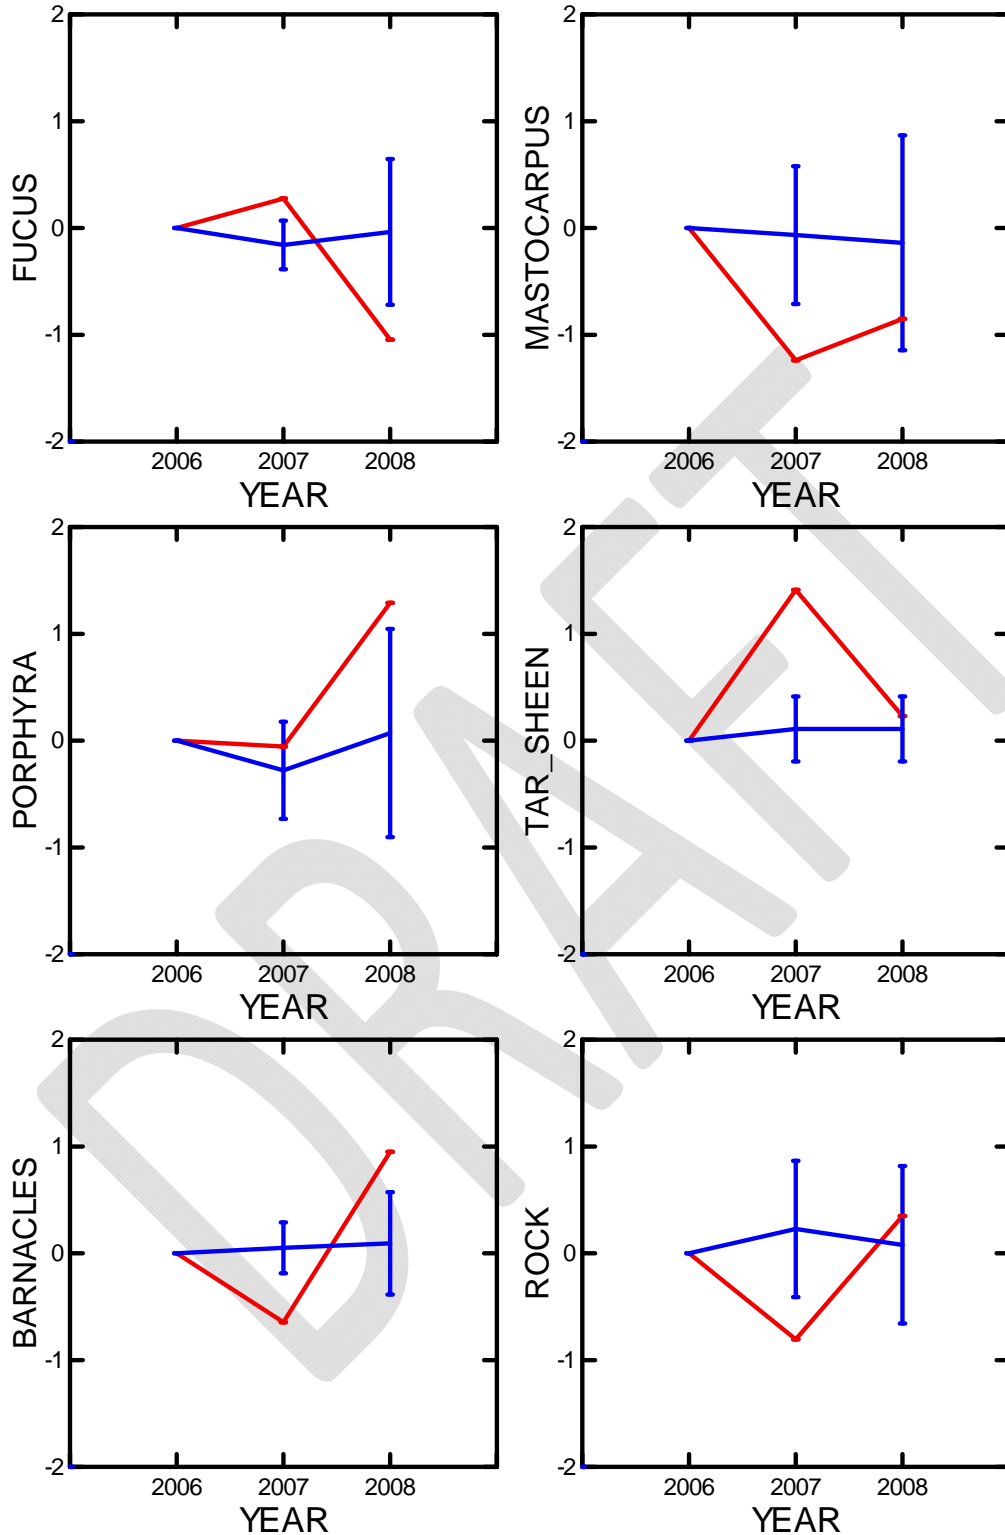 2
1
0
-1
-2
FUCUS
2006 2007 2008
YEAR
MASTOCARPUS
2006 2007 2008
YEAR
2
1
0
-1
-2
PORPHYRA
2006 2007 2008
YEAR
2
1
0
-1
-2
TAR_SHEEN
2006 2007 2008
YEAR
2
1
0
-1
-2
BARNACLES
2006 2007 2008
YEAR
2
1
0
-1
-2
ROCK
2006 2007 2008
YEAR
2
1
0
-1
-2
DRAFT